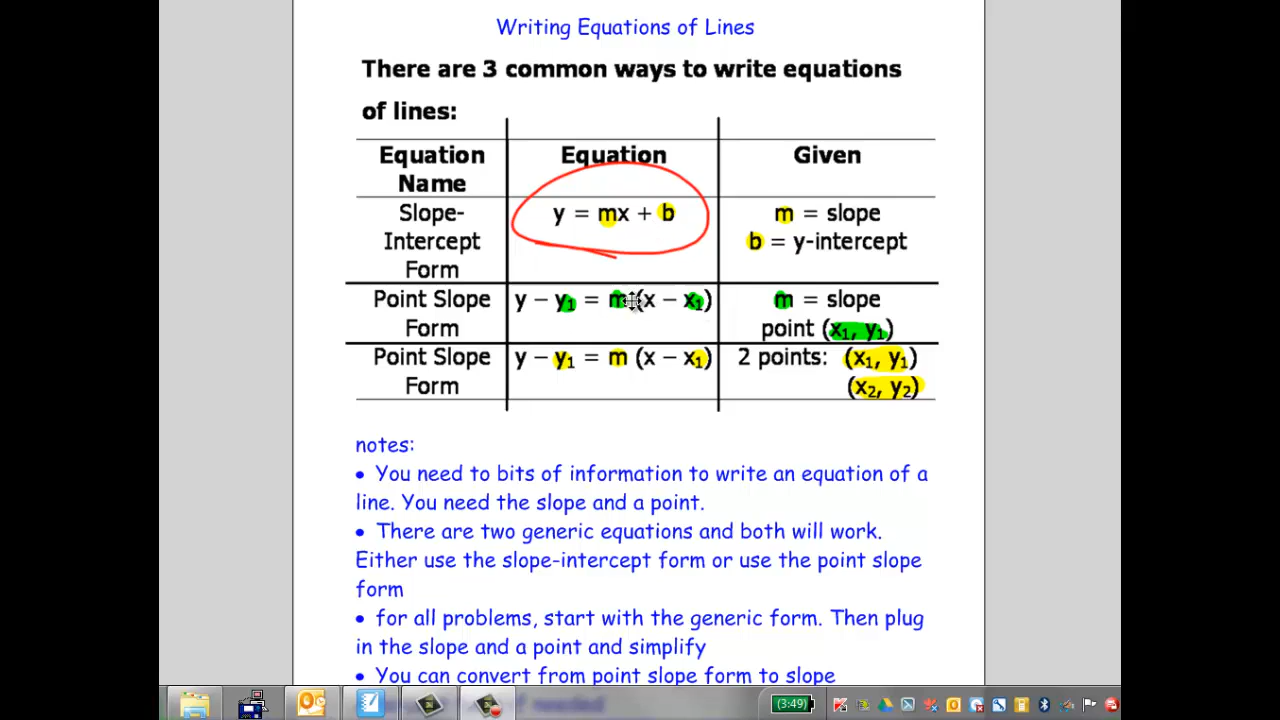 Writing Equations of Lines
There are 3 common ways to write equations
of lines:
Equation Name Equation Given
Slope-Intercept Form y = mx + b m = slope
b = y-intercept
Point Slope Form y − y₁ = m (x − x₁) m = slope
point (x₁, y₁)
Point Slope Form y − y₁ = m (x − x₁) 2 points: (x₁, y₁)
(x₂, y₂)
notes:
• You need to bits of information to write an equation of a
line. You need the slope and a point.
• There are two generic equations and both will work.
Either use the slope-intercept form or use the point slope
form
• for all problems, start with the generic form. Then plug
in the slope and a point and simplify
• You can convert from point slope form to slope
of needed
(3:49)